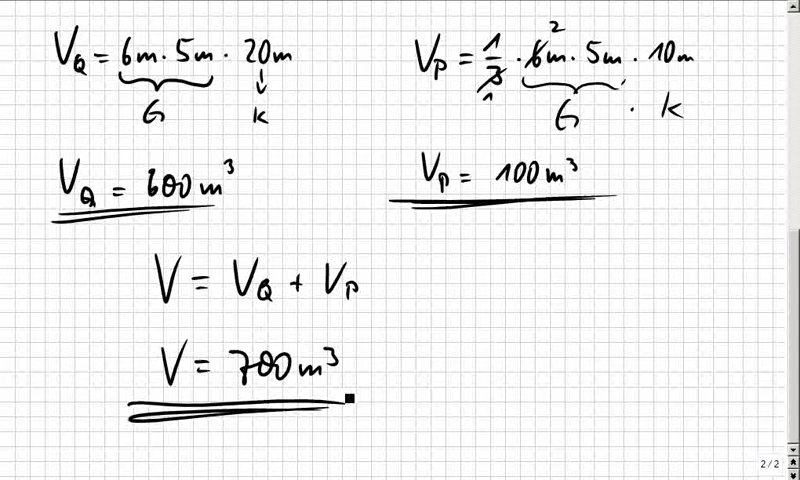 V_Q = 6m · 5m · 20m
G k
V_Q = 600 m³
V_P = 1/3 · 6m · 5m · 10m
1 2
G · k
V_P = 100 m³
V = V_Q + V_P
V = 700 m³
2/2